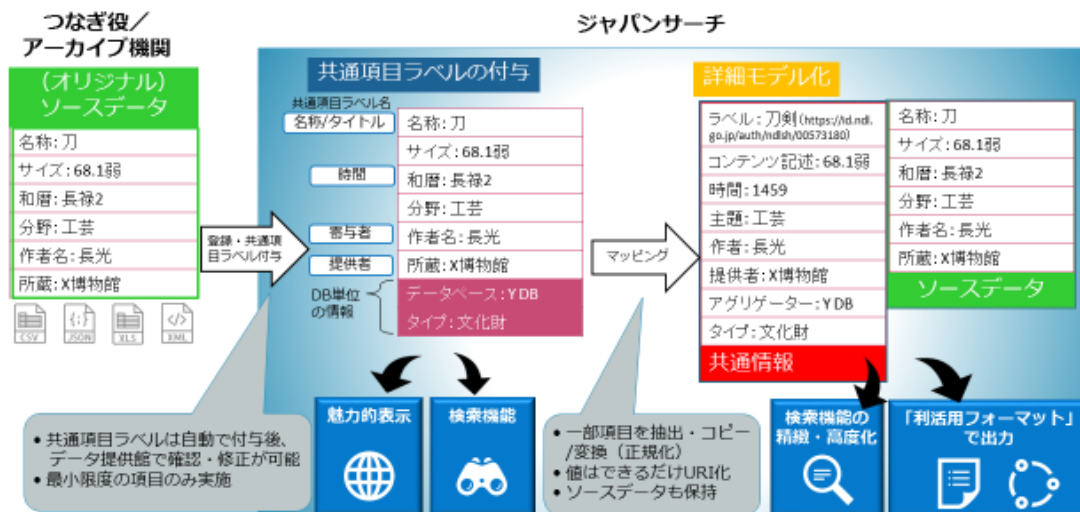 つなぎ役／
アーカイブ機関
ジャパンサーチ
（オリジナル）
ソースデータ
名称:刀
サイズ:68.1弱
和暦:長禄2
分野:工芸
作者名:長光
所蔵:X博物館
CSV
JSON
XLS
XML
登録・共通項
目ラベル付与
共通項目ラベルの付与
共通項目ラベル名
名称/タイトル
時間
寄与者
提供者
DB単位
の情報
名称:刀
サイズ:68.1弱
和暦:長禄2
分野:工芸
作者名:長光
所蔵:X博物館
データベース:YDB
タイプ:文化財
マッピング
詳細モデル化
ラベル:刀剣(https://id.ndl.
go.jp/auth/ndlsh/00573180)
コンテンツ記述:68.1弱
時間:1459
主題:工芸
作者:長光
提供者:X博物館
アグリゲーター:YDB
タイプ:文化財
共通情報
名称:刀
サイズ:68.1弱
和暦:長禄2
分野:工芸
作者名:長光
所蔵:X博物館
ソースデータ
• 共通項目ラベルは自動で付与後、
データ提供館で確認・修正が可能
• 最小限度の項目のみ実施
魅力的表示
検索機能
• 一部項目を抽出・コピー
/変換（正規化）
• 値はできるだけURI化
• ソースデータも保持
検索機能の
精緻・高度化
「利活用フォーマット」
で出力